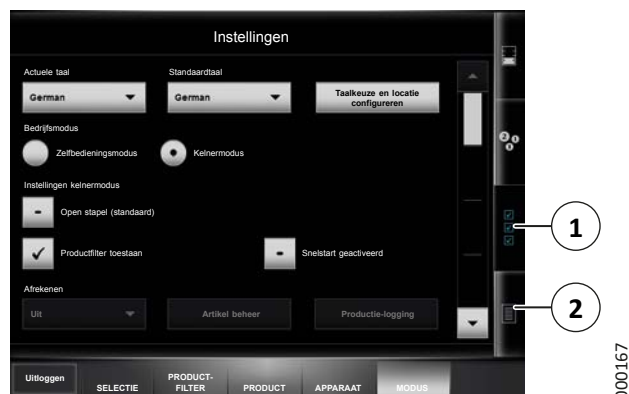 Instellingen
Actuele taal
Standaardtaal
German
German
Taalkeuze en locatie
configureren
Bedrijfsmodus
Zelfbedieningsmodus
Kelnermodus
Instellingen kelnermodus
Open stapel (standaard)
Productfilter toestaan
Snelstart geactiveerd
Afrekenen
Uit
Artikel beheer
Productie-logging
Uitloggen
SELECTIE
PRODUCT-
FILTER
PRODUCT
APPARAAT
MODUS
1
2